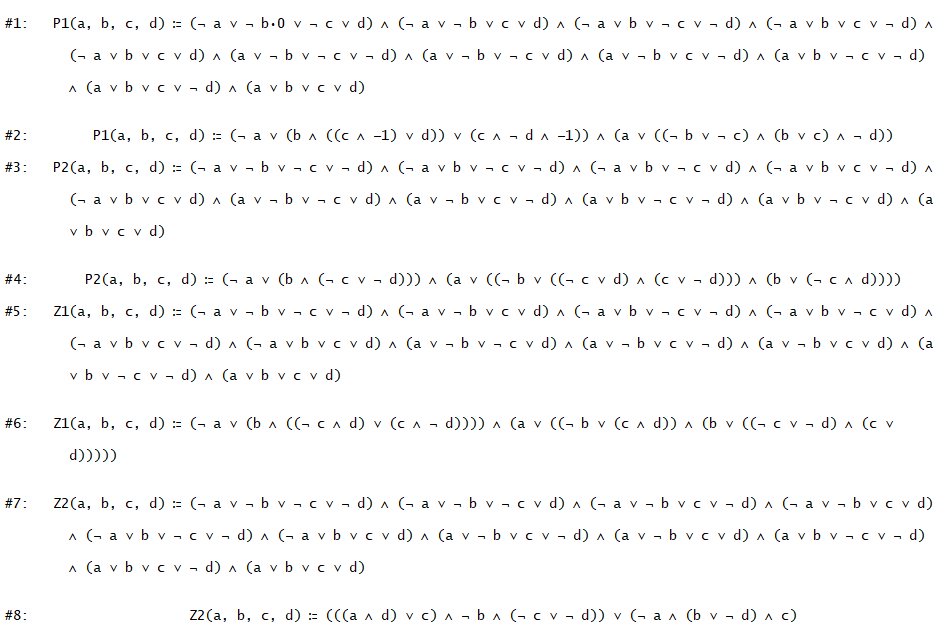 #1: P1(a, b, c, d) ≔ (¬ a ∨ ¬ b·0 ∨ ¬ c ∨ d) ∧ (¬ a ∨ ¬ b ∨ c ∨ d) ∧ (¬ a ∨ b ∨ ¬ c ∨ ¬ d) ∧ (¬ a ∨ b ∨ c ∨ ¬ d) ∧
(¬ a ∨ b ∨ c ∨ d) ∧ (a ∨ ¬ b ∨ ¬ c ∨ ¬ d) ∧ (a ∨ ¬ b ∨ ¬ c ∨ d) ∧ (a ∨ ¬ b ∨ c ∨ ¬ d) ∧ (a ∨ b ∨ ¬ c ∨ ¬ d)
∧ (a ∨ b ∨ c ∨ ¬ d) ∧ (a ∨ b ∨ c ∨ d)
#2: P1(a, b, c, d) ≔ (¬ a ∨ (b ∧ ((c ∧ −1) ∨ d)) ∨ (c ∧ ¬ d ∧ −1)) ∧ (a ∨ ((¬ b ∨ ¬ c) ∧ (b ∨ c) ∧ ¬ d))
#3: P2(a, b, c, d) ≔ (¬ a ∨ ¬ b ∨ ¬ c ∨ ¬ d) ∧ (¬ a ∨ b ∨ ¬ c ∨ ¬ d) ∧ (¬ a ∨ b ∨ ¬ c ∨ d) ∧ (¬ a ∨ b ∨ c ∨ ¬ d) ∧
(¬ a ∨ b ∨ c ∨ d) ∧ (a ∨ ¬ b ∨ ¬ c ∨ d) ∧ (a ∨ ¬ b ∨ c ∨ ¬ d) ∧ (a ∨ b ∨ ¬ c ∨ ¬ d) ∧ (a ∨ b ∨ ¬ c ∨ d) ∧ (a
∨ b ∨ c ∨ d)
#4: P2(a, b, c, d) ≔ (¬ a ∨ (b ∧ (¬ c ∨ ¬ d))) ∧ (a ∨ ((¬ b ∨ ((¬ c ∨ d) ∧ (c ∨ ¬ d))) ∧ (b ∨ (¬ c ∧ d))))
#5: Z1(a, b, c, d) ≔ (¬ a ∨ ¬ b ∨ ¬ c ∨ ¬ d) ∧ (¬ a ∨ ¬ b ∨ c ∨ d) ∧ (¬ a ∨ b ∨ ¬ c ∨ ¬ d) ∧ (¬ a ∨ b ∨ ¬ c ∨ d) ∧
(¬ a ∨ b ∨ c ∨ ¬ d) ∧ (¬ a ∨ b ∨ c ∨ d) ∧ (a ∨ ¬ b ∨ ¬ c ∨ d) ∧ (a ∨ ¬ b ∨ c ∨ ¬ d) ∧ (a ∨ ¬ b ∨ c ∨ d) ∧ (a
∨ b ∨ ¬ c ∨ ¬ d) ∧ (a ∨ b ∨ c ∨ d)
#6: Z1(a, b, c, d) ≔ (¬ a ∨ (b ∧ ((¬ c ∧ d) ∨ (c ∧ ¬ d)))) ∧ (a ∨ ((¬ b ∨ (c ∧ d)) ∧ (b ∨ ((¬ c ∨ ¬ d) ∧ (c ∨
d)))))
#7: Z2(a, b, c, d) ≔ (¬ a ∨ ¬ b ∨ ¬ c ∨ ¬ d) ∧ (¬ a ∨ ¬ b ∨ ¬ c ∨ d) ∧ (¬ a ∨ ¬ b ∨ c ∨ ¬ d) ∧ (¬ a ∨ ¬ b ∨ c ∨ d)
∧ (¬ a ∨ b ∨ ¬ c ∨ ¬ d) ∧ (¬ a ∨ b ∨ c ∨ d) ∧ (a ∨ ¬ b ∨ c ∨ ¬ d) ∧ (a ∨ ¬ b ∨ c ∨ d) ∧ (a ∨ b ∨ ¬ c ∨ ¬ d)
∧ (a ∨ b ∨ c ∨ ¬ d) ∧ (a ∨ b ∨ c ∨ d)
#8: Z2(a, b, c, d) ≔ (((a ∧ d) ∨ c) ∧ ¬ b ∧ (¬ c ∨ ¬ d)) ∨ (¬ a ∧ (b ∨ ¬ d) ∧ c)